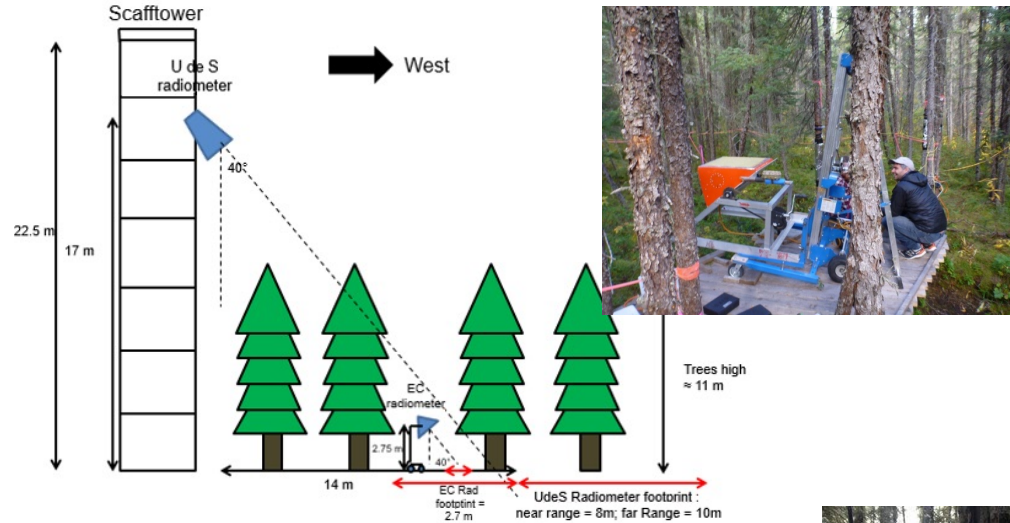 Scafftower
U de S
radiometer
West
40°
22.5 m
17 m
Trees high
≈ 11 m
EC
radiometer
2.75 m
40°
14 m
EC Rad
footptint =
2.7 m
UdeS Radiometer footprint :
near range = 8m; far Range = 10m